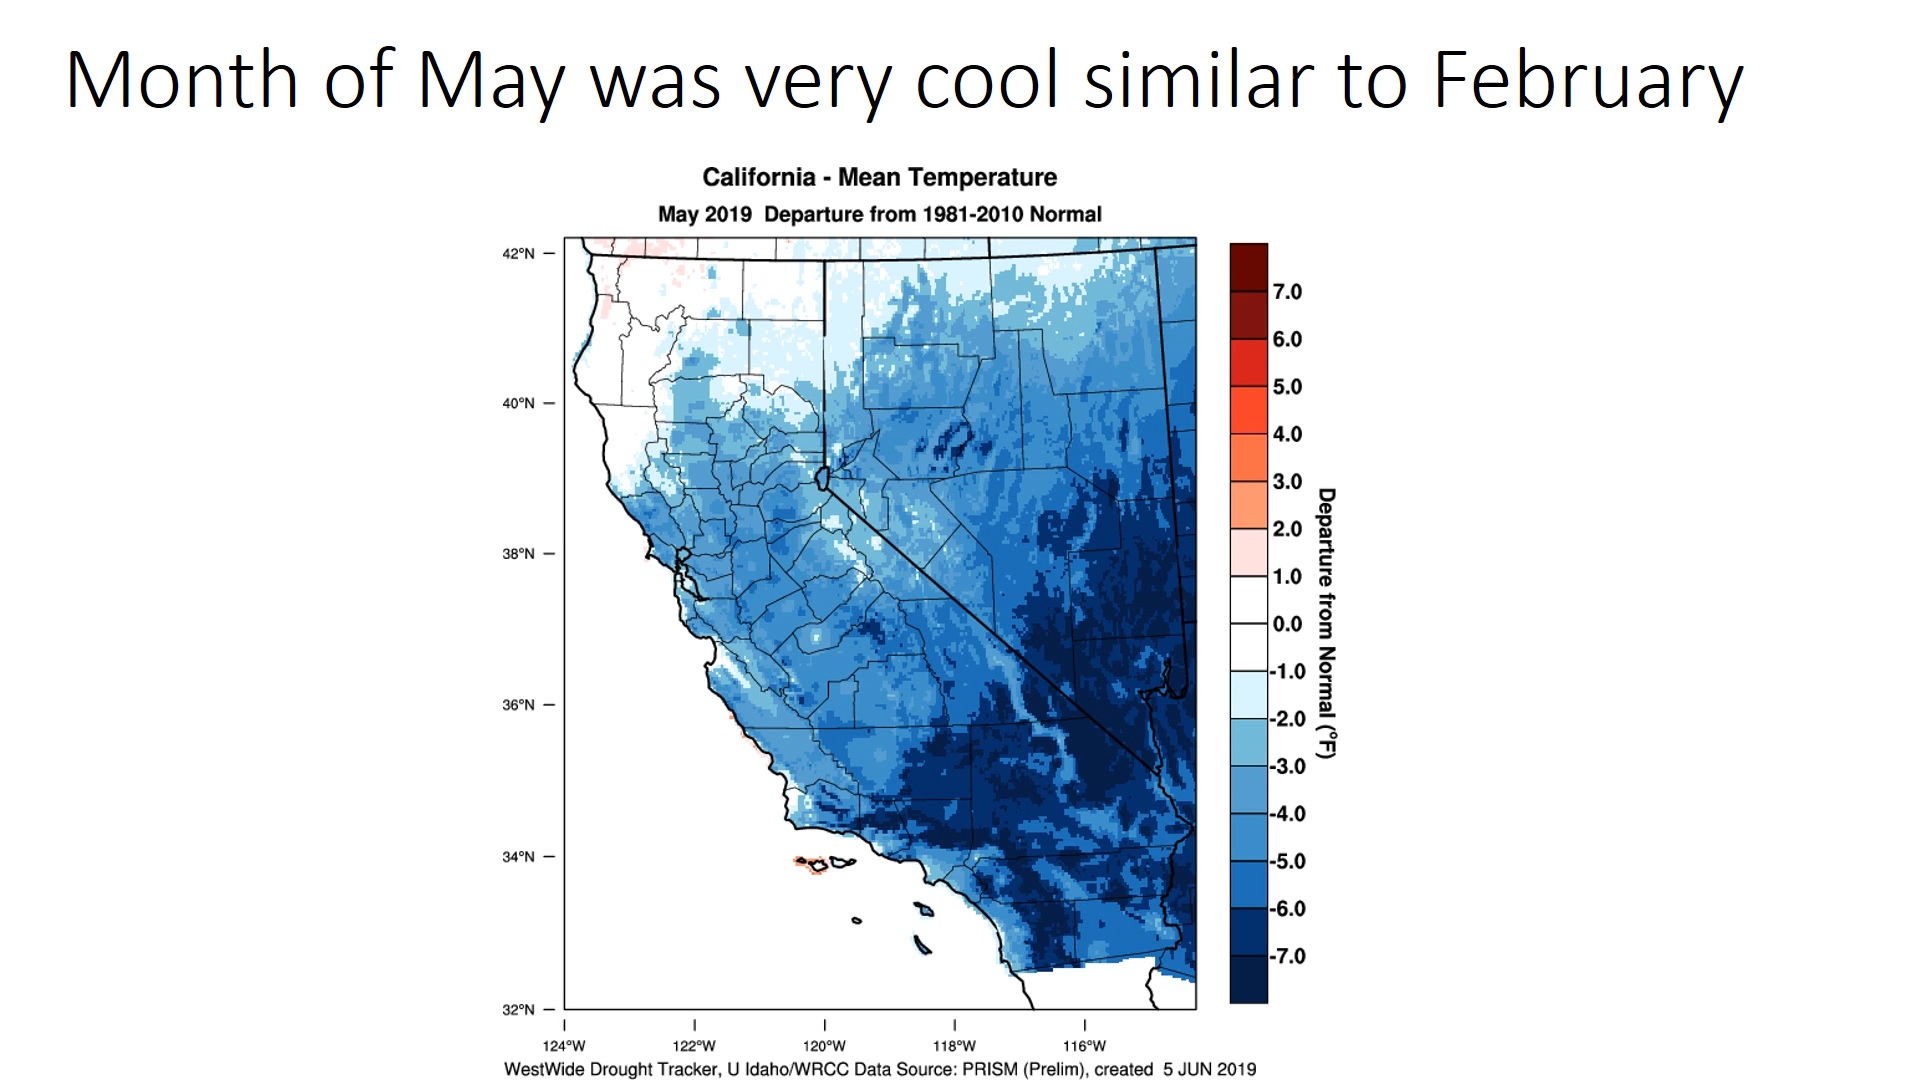 Month of May was very cool similar to February
California - Mean Temperature
May 2019 Departure from 1981-2010 Normal
42°N
40°N
38°N
36°N
34°N
32°N
124°W 122°W 120°W 118°W 116°W
7.0
6.0
5.0
4.0
3.0
2.0
1.0
0.0
-1.0
-2.0
-3.0
-4.0
-5.0
-6.0
-7.0
Departure from Normal (°F)
WestWide Drought Tracker, U Idaho/WRCC Data Source: PRISM (Prelim), created 5 JUN 2019